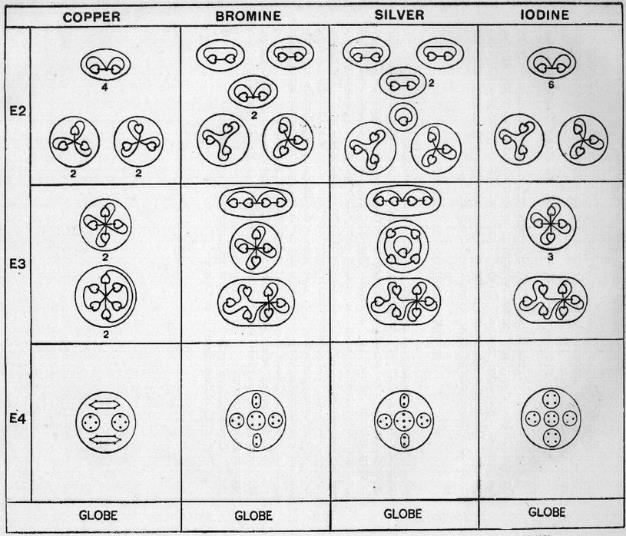 COPPER BROMINE SILVER IODINE
E2
4 2 2 6
2 2
E3
2 3
2
E4
GLOBE GLOBE GLOBE GLOBE